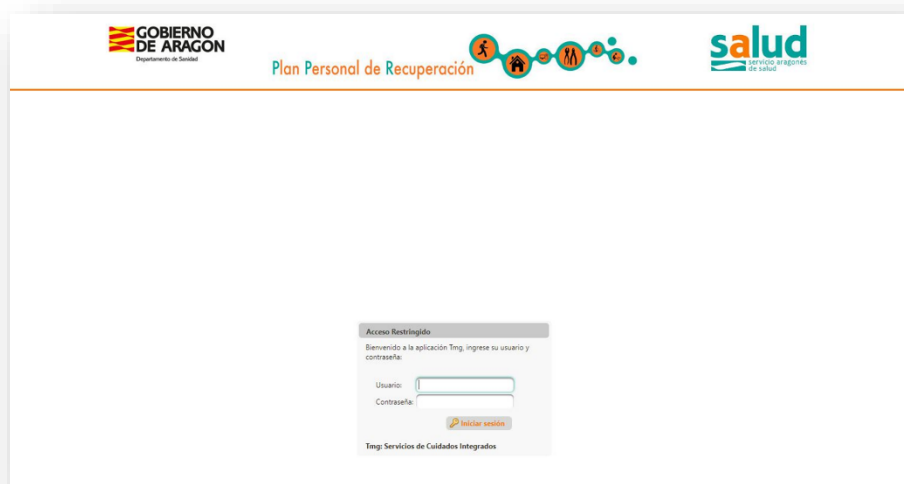 GOBIERNO
DE ARAGON
Departamento de Sanidad
Plan Personal de Recuperación
salud
servicio aragonés
de salud
Acceso Restringido
Bienvenido a la aplicación Tmg, ingrese su usuario y
contraseña:
Usuario:
Contraseña:
Iniciar sesión
Tmg: Servicios de Cuidados Integrados